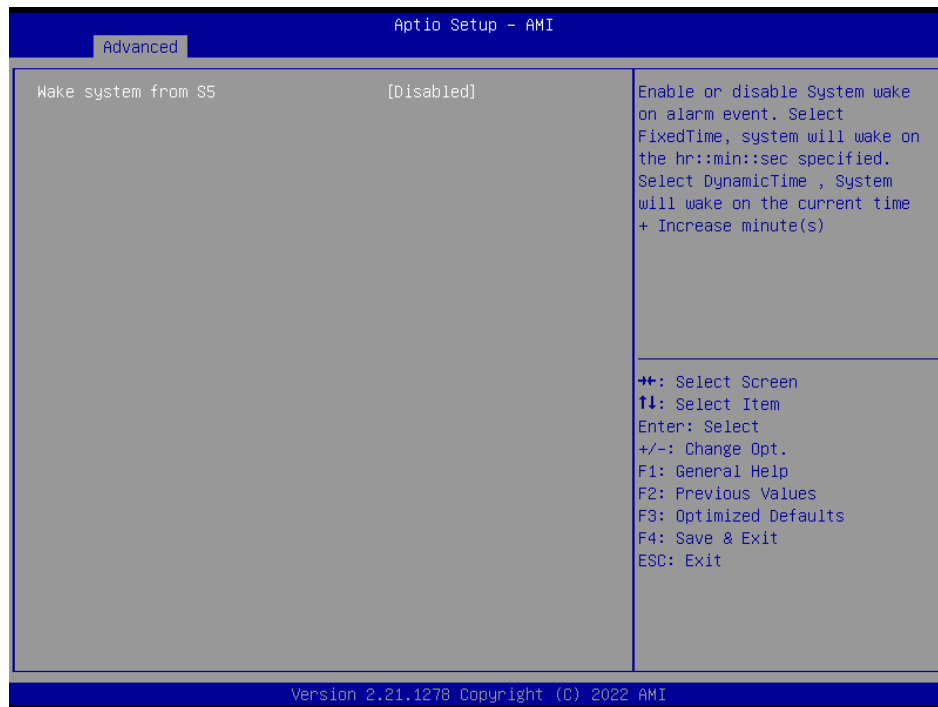 Aptio Setup - AMI
Advanced
Wake system from S5 [Disabled]
Enable or disable System wake
on alarm event. Select
FixedTime, system will wake on
the hr::min::sec specified.
Select DynamicTime , System
will wake on the current time
+ Increase minute(s)
→←: Select Screen
↑↓: Select Item
Enter: Select
+/-: Change Opt.
F1: General Help
F2: Previous Values
F3: Optimized Defaults
F4: Save & Exit
ESC: Exit
Version 2.21.1278 Copyright (C) 2022 AMI